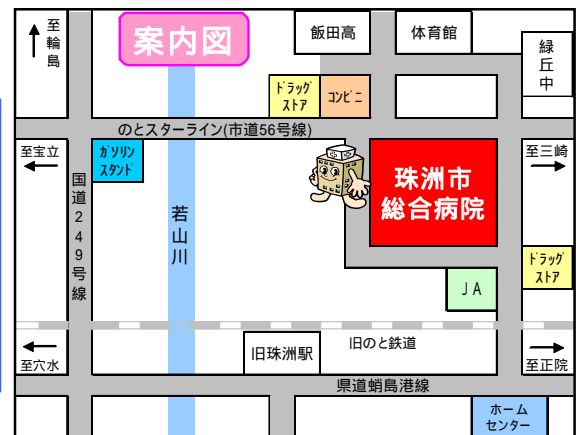 案内図
至輪島
飯田高
体育館
緑丘中
ﾄﾞﾗｯｸﾞ
ｽﾄｱ
ｺﾝﾋﾞﾆ
のとスターライン(市道56号線)
至宝立
ｶﾞｿﾘﾝ
ｽﾀﾝﾄﾞ
国道249号線
若山川
珠洲市
総合病院
至三崎
ﾄﾞﾗｯｸﾞ
ｽﾄｱ
ＪＡ
旧のと鉄道
旧珠洲駅
至穴水
至正院
県道蛸島港線
ホーム
センター